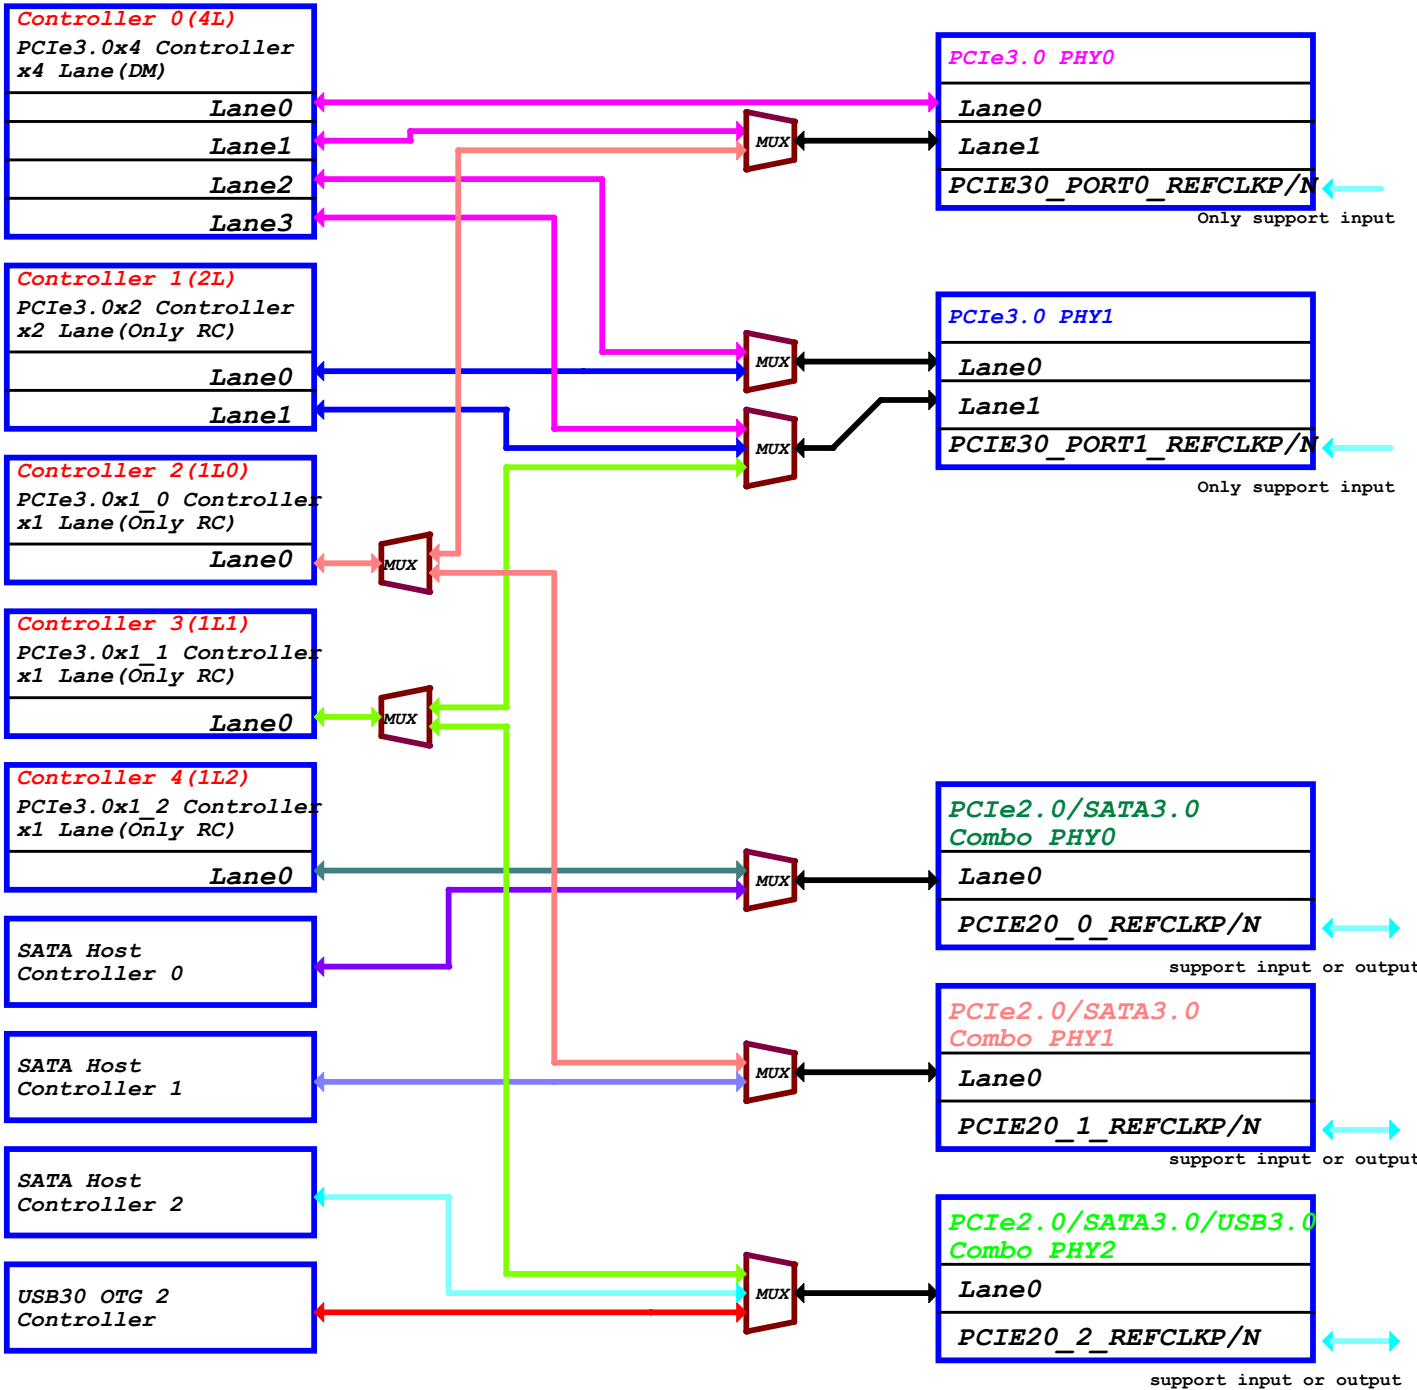 Controller 0(4L)
PCIe3.0x4 Controller
x4 Lane(DM)
Lane0
Lane1
Lane2
Lane3
Controller 1(2L)
PCIe3.0x2 Controller
x2 Lane(Only RC)
Lane0
Lane1
Controller 2(1L0)
PCIe3.0x1_0 Controller
x1 Lane(Only RC)
Lane0
Controller 3(1L1)
PCIe3.0x1_1 Controller
x1 Lane(Only RC)
Lane0
Controller 4(1L2)
PCIe3.0x1_2 Controller
x1 Lane(Only RC)
Lane0
SATA Host
Controller 0
SATA Host
Controller 1
SATA Host
Controller 2
USB30 OTG 2
Controller
MUX
MUX
MUX
MUX
MUX
MUX
MUX
MUX
PCIe3.0 PHY0
Lane0
Lane1
PCIE30_PORT0_REFCLKP/N
Only support input
PCIe3.0 PHY1
Lane0
Lane1
PCIE30_PORT1_REFCLKP/N
Only support input
PCIe2.0/SATA3.0
Combo PHY0
Lane0
PCIE20_0_REFCLKP/N
support input or output
PCIe2.0/SATA3.0
Combo PHY1
Lane0
PCIE20_1_REFCLKP/N
support input or output
PCIe2.0/SATA3.0/USB3.0
Combo PHY2
Lane0
PCIE20_2_REFCLKP/N
support input or output